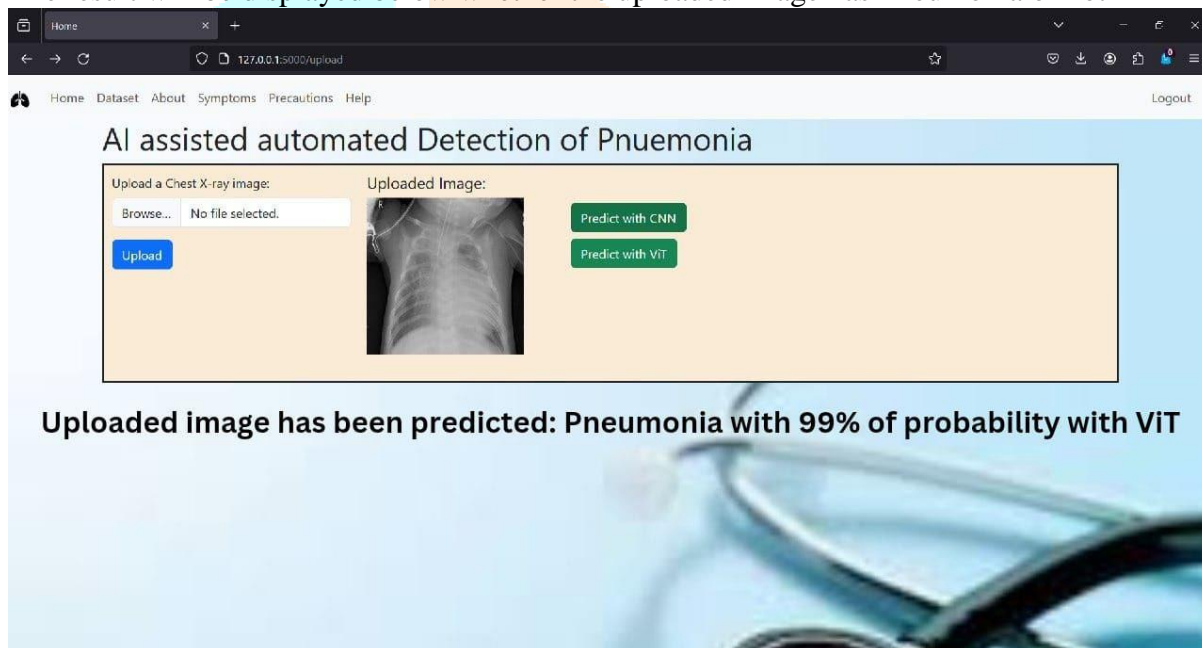 Home
127.0.0.1:5000/upload
Home Dataset About Symptoms Precautions Help Logout
AI assisted automated Detection of Pnuemonia
Upload a Chest X-ray image:
Uploaded Image:
Browse... No file selected.
R
Predict with CNN
Upload
Predict with ViT
Uploaded image has been predicted: Pneumonia with 99% of probability with ViT